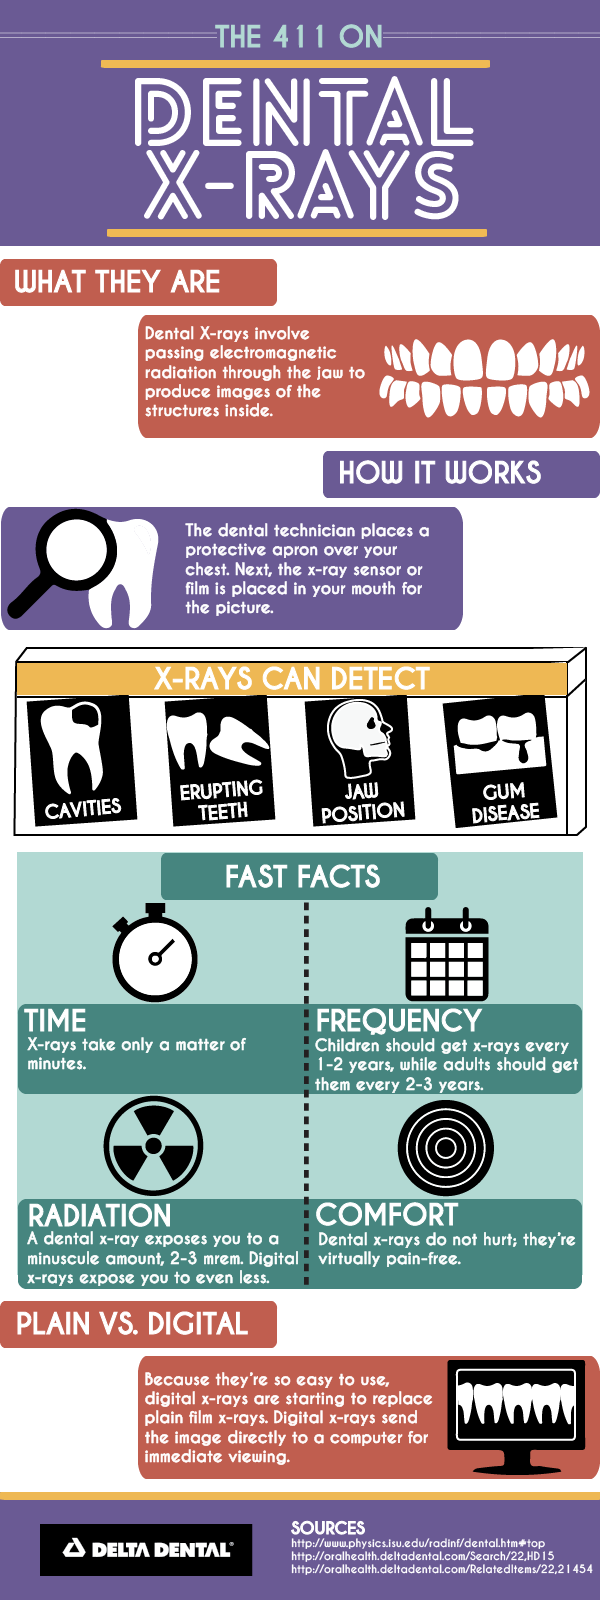 THE 411 ON
DENTAL
X-RAYS
WHAT THEY ARE
Dental X-rays involve
passing electromagnetic
radiation through the jaw to
produce images of the
structures inside.
HOW IT WORKS
The dental technician places a
protective apron over your
chest. Next, the x-ray sensor or
film is placed in your mouth for
the picture.
X-RAYS CAN DETECT
CAVITIES
ERUPTING
TEETH
JAW
POSITION
GUM
DISEASE
FAST FACTS
TIME
X-rays take only a matter of
minutes.
FREQUENCY
Children should get x-rays every
1-2 years, while adults should get
them every 2-3 years.
RADIATION
A dental x-ray exposes you to a
minuscule amount, 2-3 mrem. Digital
x-rays expose you to even less.
COMFORT
Dental x-rays do not hurt; they're
virtually pain-free.
PLAIN VS. DIGITAL
Because they're so easy to use,
digital x-rays are starting to replace
plain film x-rays. Digital x-rays send
the image directly to a computer for
immediate viewing.
DELTA DENTAL®
SOURCES
http://www.physics.isu.edu/radinf/dental.htm#top
http://oralhealth.deltadental.com/Search/22,HD15
http://oralhealth.deltadental.com/RelatedItems/22,21454